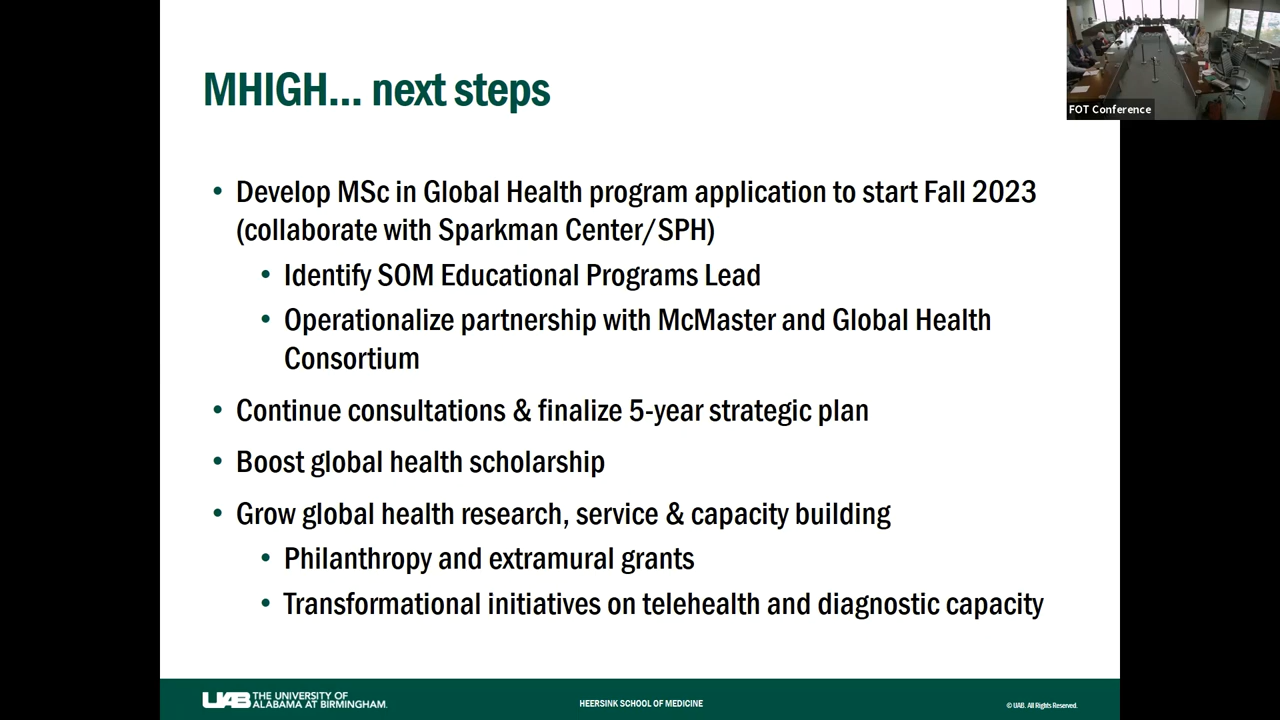 MHIGH... next steps
FOT Conference
• Develop MSc in Global Health program application to start Fall 2023
(collaborate with Sparkman Center/SPH)
• Identify SOM Educational Programs Lead
• Operationalize partnership with McMaster and Global Health
Consortium
• Continue consultations & finalize 5-year strategic plan
• Boost global health scholarship
• Grow global health research, service & capacity building
• Philanthropy and extramural grants
• Transformational initiatives on telehealth and diagnostic capacity
UAB THE UNIVERSITY OF
ALABAMA AT BIRMINGHAM.
HEERSINK SCHOOL OF MEDICINE
© UAB. All Rights Reserved.